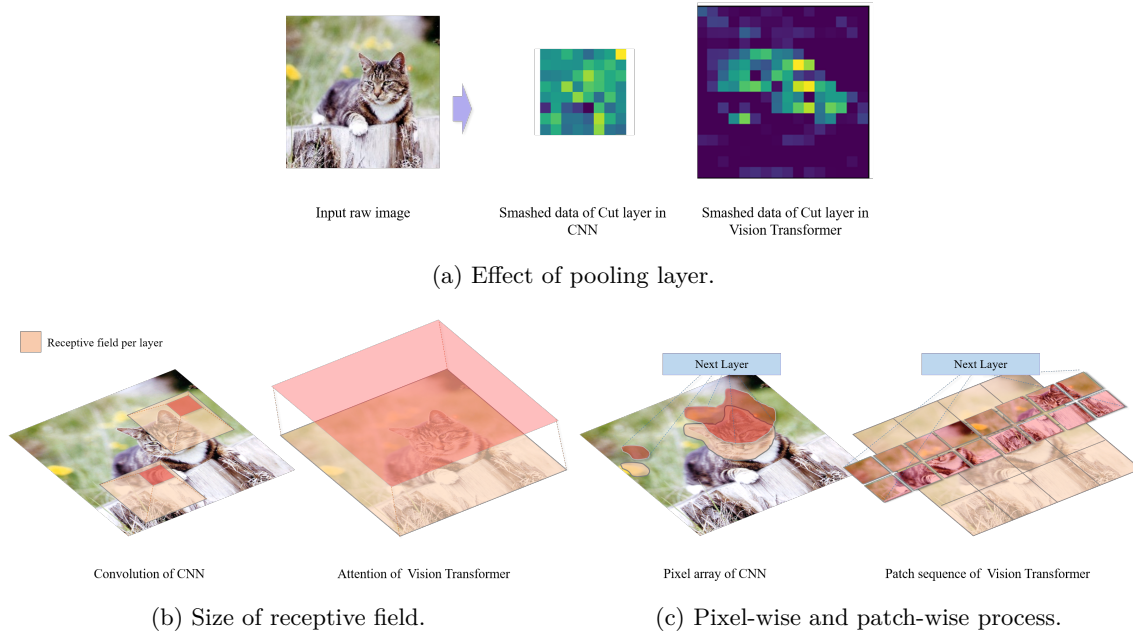 Input raw image
Smashed data of Cut layer in
CNN
Smashed data of Cut layer in
Vision Transformer
(a) Effect of pooling layer.
Receptive field per layer
Next Layer
Next Layer
Convolution of CNN
Attention of Vision Transformer
Pixel array of CNN
Patch sequence of Vision Transformer
(b) Size of receptive field.
(c) Pixel-wise and patch-wise process.